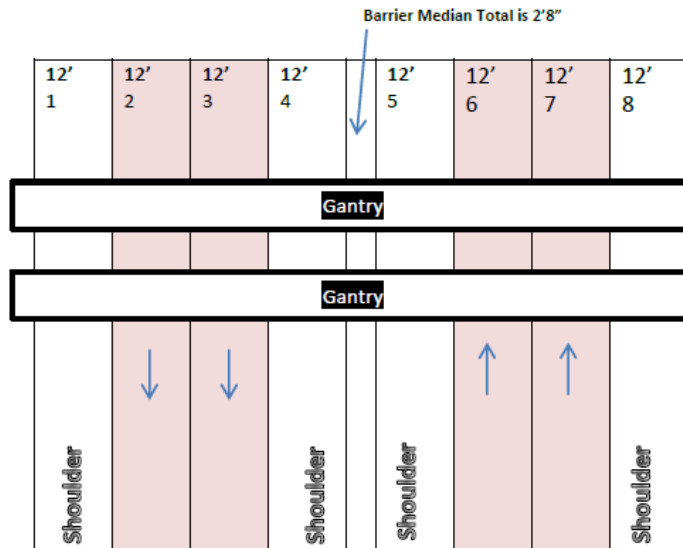 Barrier Median Total is 2’8”
12’ 12’ 12’ 12’ 12’ 12’ 12’ 12’
1 2 3 4 5 6 7 8
Gantry
Gantry
Shoulder Shoulder Shoulder Shoulder